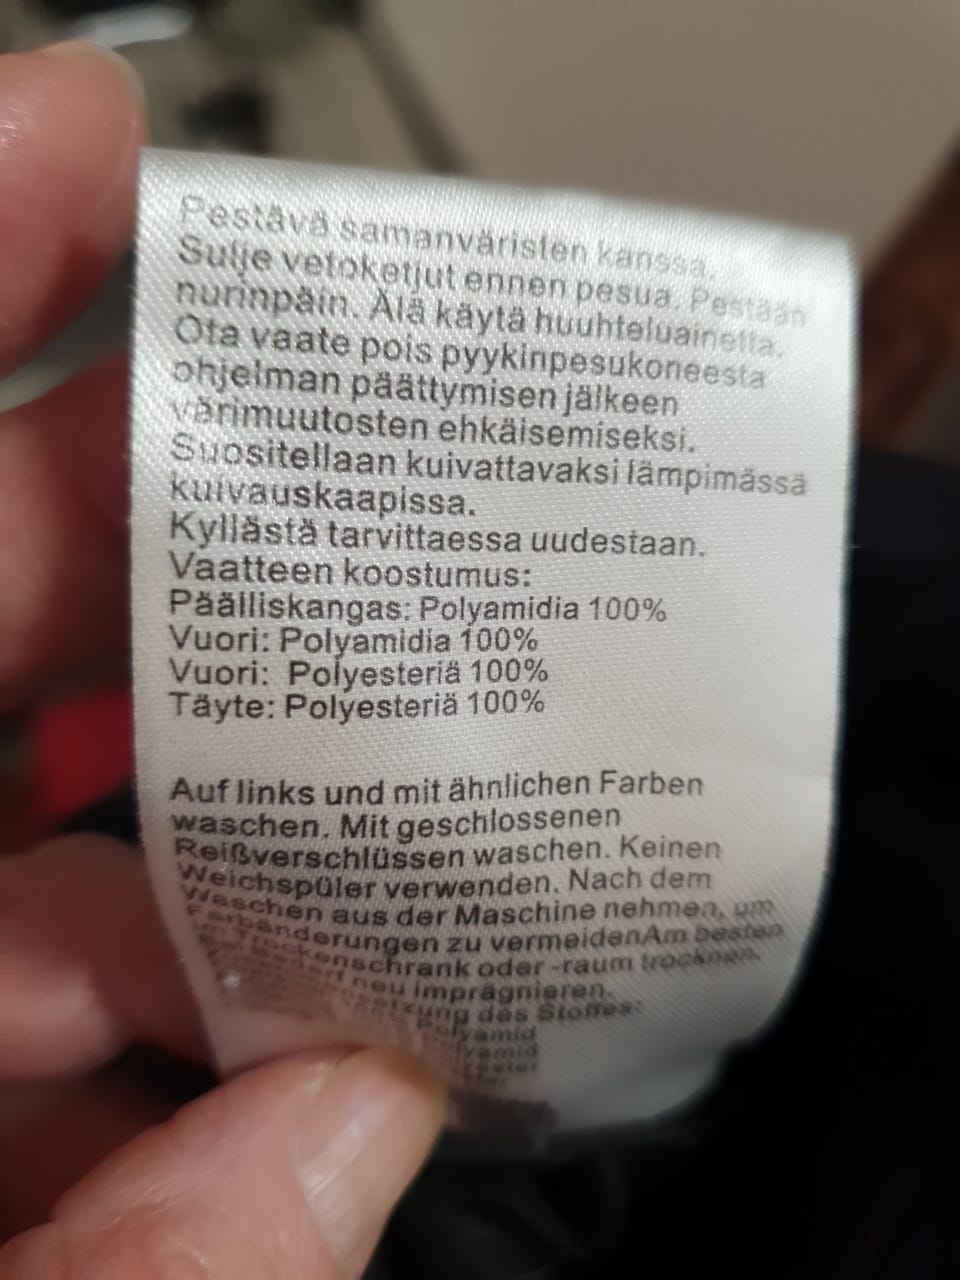 Pestävä samanväristen kanssa.
Sulje vetoketjut ennen pesua. Pestään
nurinpäin. Älä käytä huuhteluainetta.
Ota vaate pois pyykinpesukoneesta
ohjelman päättymisen jälkeen
värimuutosten ehkäisemiseksi.
Suositellaan kuivattavaksi lämpimässä
kuivauskaapissa.
Kyllästä tarvittaessa uudestaan.
Vaatteen koostumus:
Päälliskangas: Polyamidia 100%
Vuori: Polyamidia 100%
Vuori: Polyesteriä 100%
Täyte: Polyesteriä 100%
Auf links und mit ähnlichen Farben
waschen. Mit geschlossenen
Reißverschlüssen waschen. Keinen
Weichspüler verwenden. Nach dem
Waschen aus der Maschine nehmen, um
Farbänderungen zu vermeidenAm besten
im Trockenschrank oder -raum trocknen.
neu imprägnieren.
des Stoffes:
Polyamid